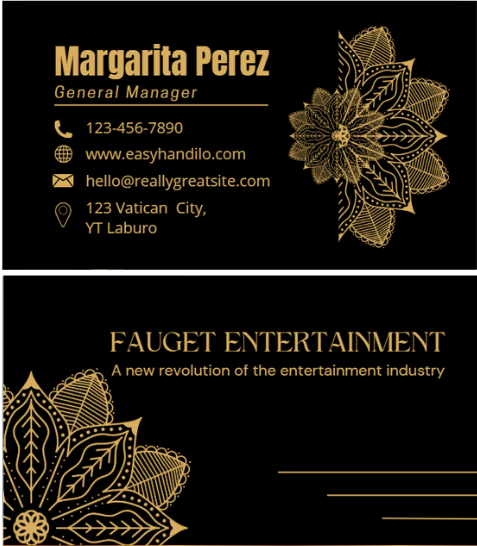 Margarita Perez
General Manager
123-456-7890
www.easyhandilo.com
hello@reallygreatsite.com
123 Vatican City,
YT Laburo
FAUGET ENTERTAINMENT
A new revolution of the entertainment industry